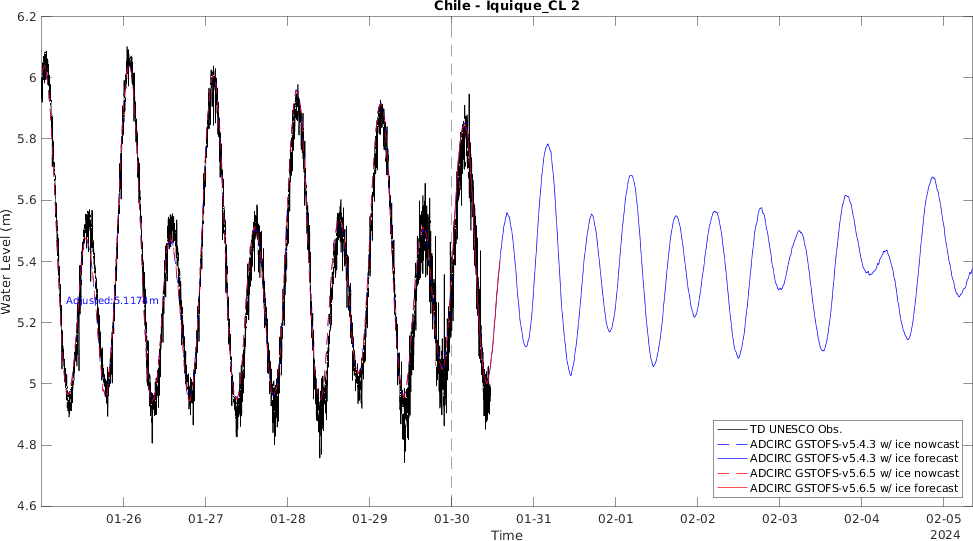 Chile - Iquique_CL 2
6.2
6
5.8
5.6
5.4
5.2
5
4.8
4.6
Water Level (m)
Adjusted:5.1174m
01-26
01-27
01-28
01-29
01-30
01-31
02-01
02-02
02-03
02-04
02-05
2024
Time
TD UNESCO Obs.
ADCIRC GSTOFS-v5.4.3 w/ ice nowcast
ADCIRC GSTOFS-v5.4.3 w/ ice forecast
ADCIRC GSTOFS-v5.6.5 w/ ice nowcast
ADCIRC GSTOFS-v5.6.5 w/ ice forecast